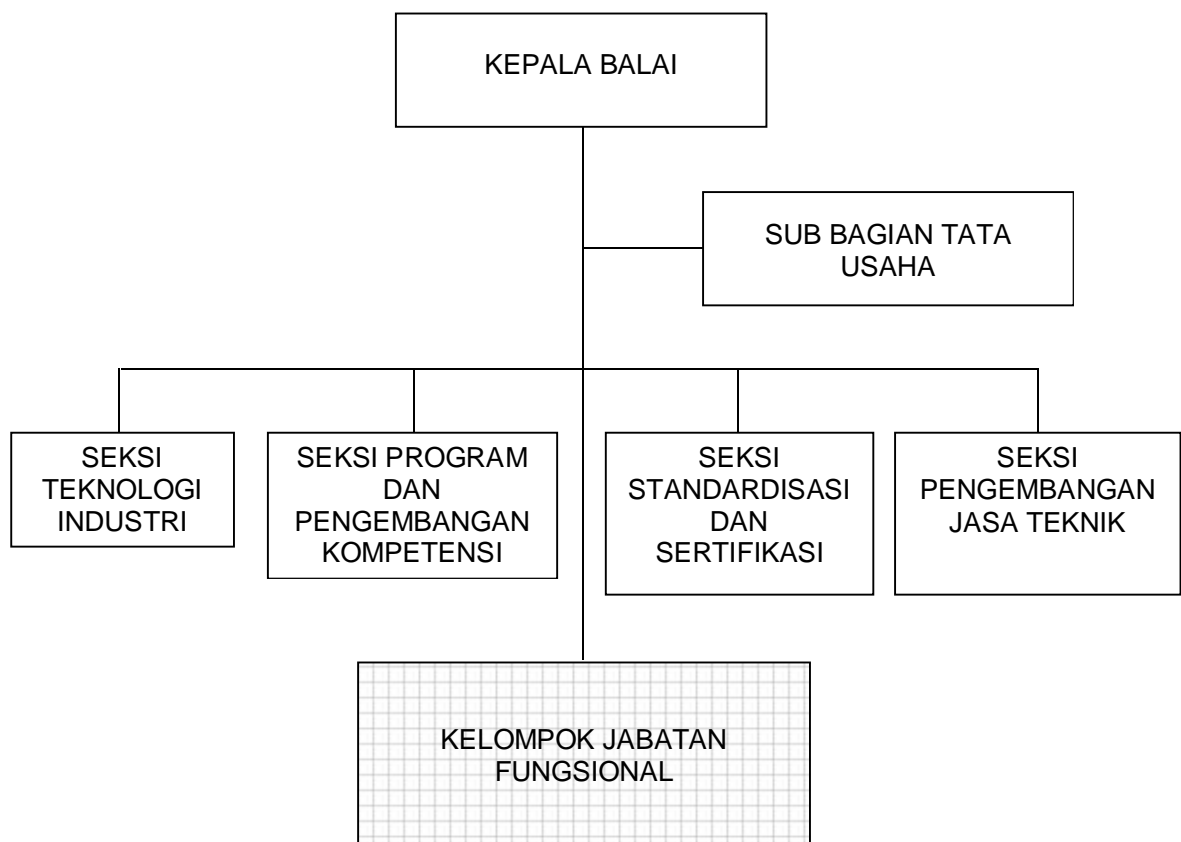 KEPALA BALAI
SUB BAGIAN TATA
USAHA
SEKSI
TEKNOLOGI
INDUSTRI
SEKSI PROGRAM
DAN
PENGEMBANGAN
KOMPETENSI
SEKSI
STANDARDISASI
DAN
SERTIFIKASI
SEKSI
PENGEMBANGAN
JASA TEKNIK
KELOMPOK JABATAN
FUNGSIONAL